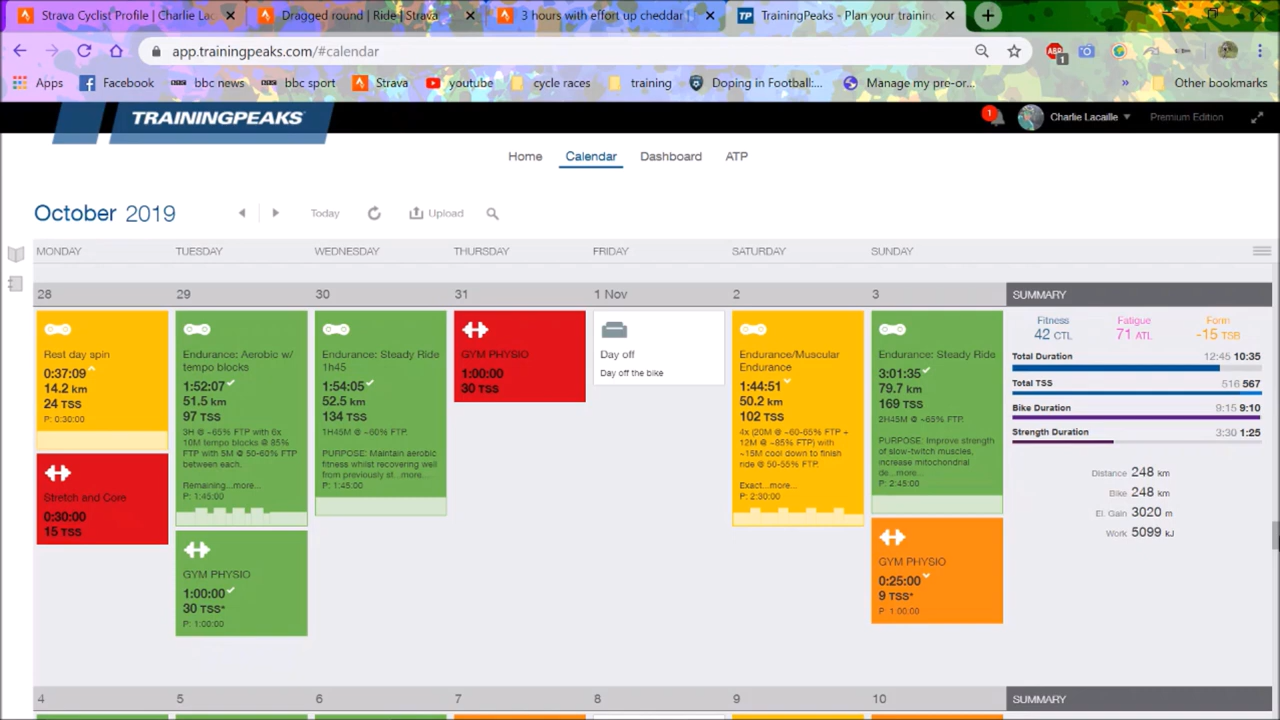 Strava Cyclist Profile | Charlie Lac
Dragged round | Ride | Strava
3 hours with effort up cheddar |
TP TrainingPeaks - Plan your training
app.trainingpeaks.com/#calendar
ABP
1
Apps
Facebook
BBC bbc news
BBC bbc sport
Strava
youtube
cycle races
training
Doping in Football:...
Manage my pre-or...
»
Other bookmarks
TRAININGPEAKS
1
Charlie Lacaille
Premium Edition
Home
Calendar
Dashboard
ATP
October 2019
Today
Upload
MONDAY TUESDAY WEDNESDAY THURSDAY FRIDAY SATURDAY SUNDAY
28 29 30 31 1 Nov 2 3 SUMMARY
Rest day spin
0:37:09
14.2 km
24 TSS
P: 0:30:00
Stretch and Core
0:30:00
15 TSS
Endurance: Aerobic w/
tempo blocks
1:52:07
51.5 km
97 TSS
3H @ ~65% FTP with 6x
10M tempo blocks @ 85%
FTP with 5M @ 50-60% FTP
between each.
Remaining...more...
P: 1:45:00
GYM PHYSIO
1:00:00
30 TSS*
P: 1:00:00
Endurance: Steady Ride
1h45
1:54:05
52.5 km
134 TSS
1H45M @ ~60% FTP.
PURPOSE: Maintain aerobic
fitness whilst recovering well
from previously st...more...
P: 1:45:00
GYM PHYSIO
1:00:00
30 TSS
Day off
Day off the bike
Endurance/Muscular
Endurance
1:44:51
50.2 km
102 TSS
4x (20M @ ~60-65% FTP +
12M @ ~85% FTP) with
~15M cool down to finish
ride @ 50-55% FTP.
Exact...more...
P: 2:30:00
Endurance: Steady Ride
3:01:35
79.7 km
169 TSS
2H45M @ ~65% FTP.
PURPOSE: Improve strength
of slow-twitch muscles,
increase mitochondrial
de...more...
P: 2:45:00
GYM PHYSIO
0:25:00
9 TSS*
P: 1:00:00
Fitness Fatigue Form
42 CTL 71 ATL -15 TSB
Total Duration 12:45 10:35
Total TSS 516 567
Bike Duration 9:15 9:10
Strength Duration 3:30 1:25
Distance 248 km
Bike 248 km
El. Gain 3020 m
Work 5099 kJ
4 5 6 7 8 9 10 SUMMARY